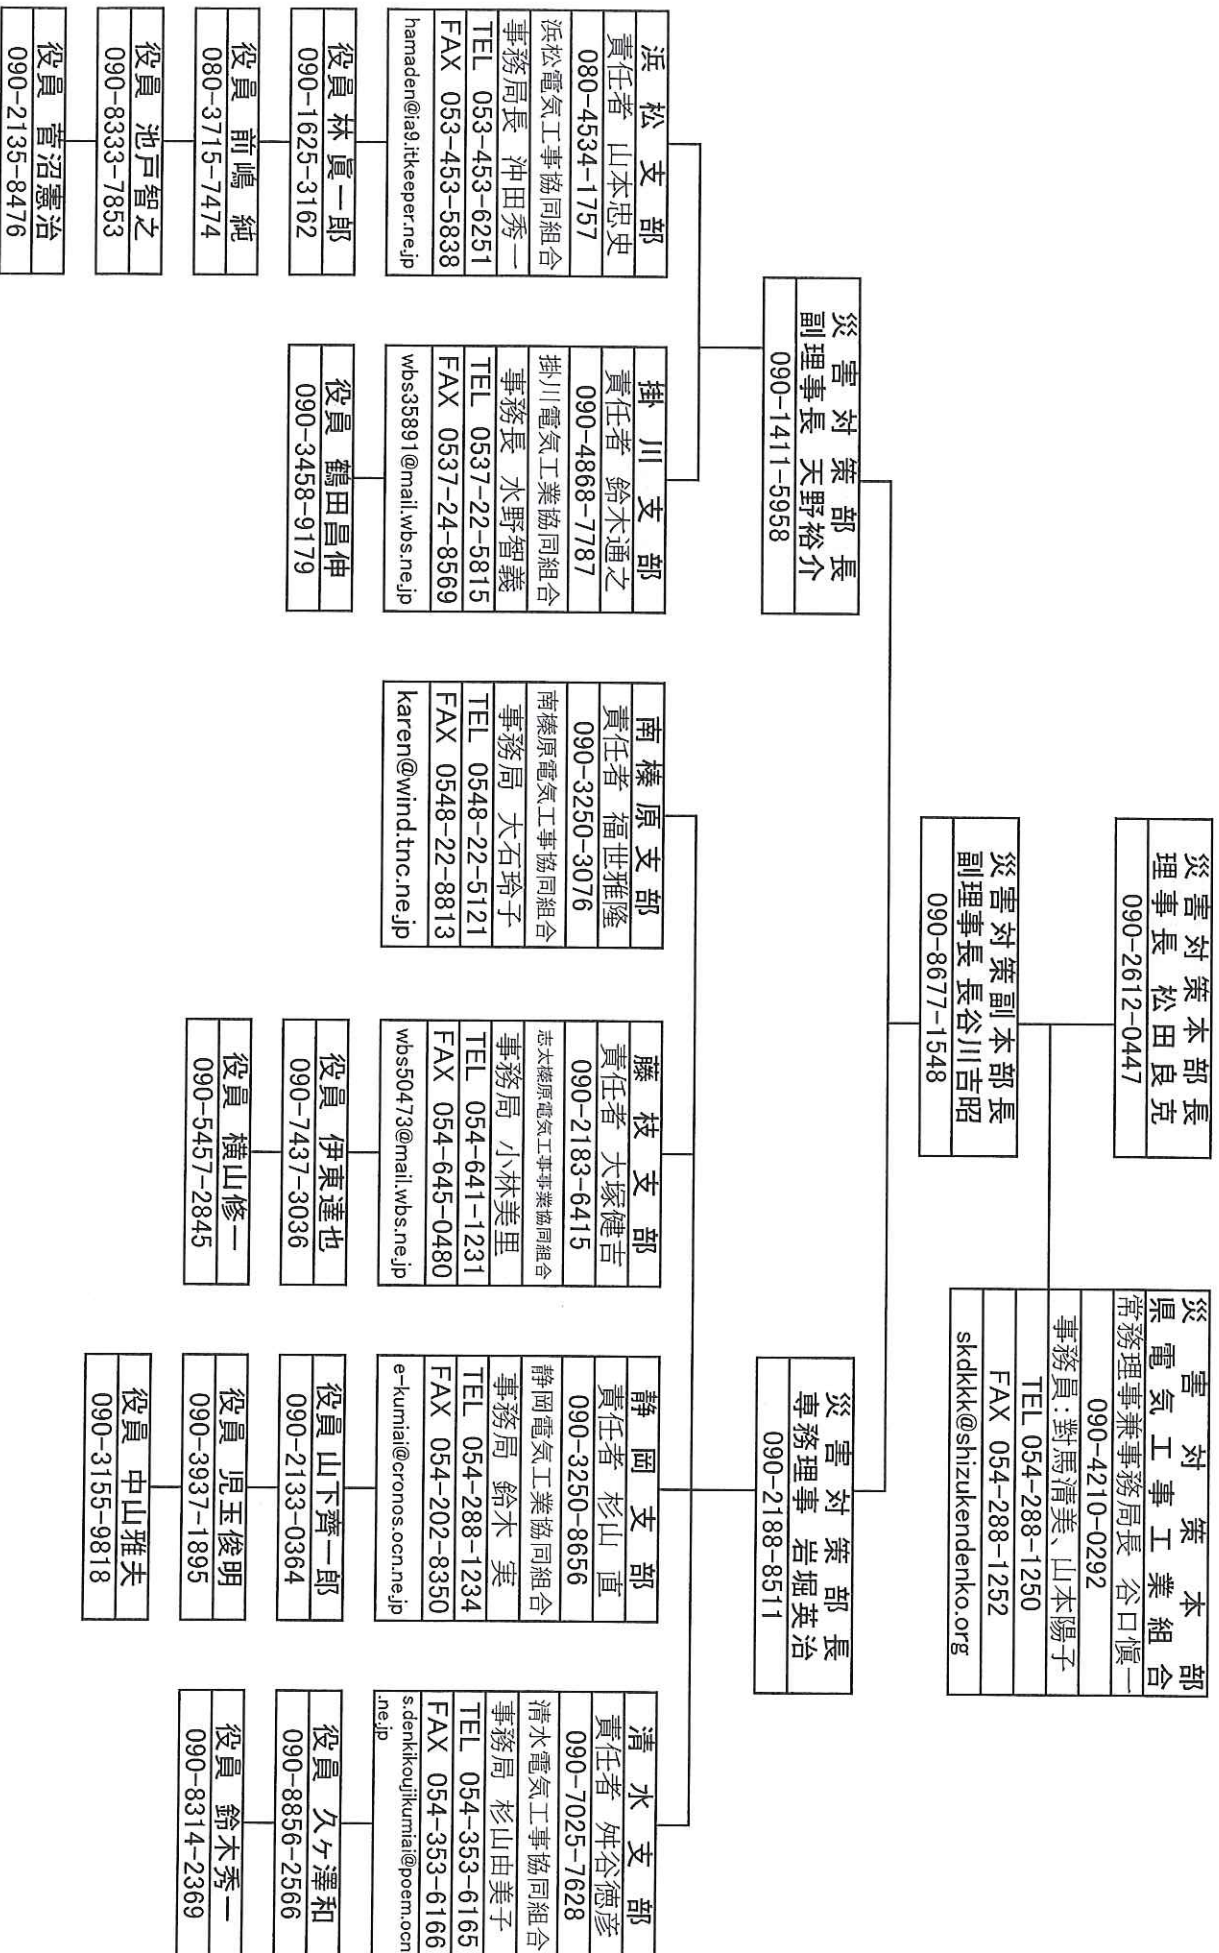 災害対策本部長
理事長 松田良克
090-2612-0447
災害対策本部
県電気工事工業組合
常務理事兼事務局長 谷口慎一
090-4210-0292
事務員：對馬清美、山本陽子
TEL 054-288-1250
FAX 054-288-1252
skdkkk@shizukendenko.org
災害対策副本部長
副理事長 長谷川吉昭
090-8677-1548
災害対策部長
副理事長 天野裕介
090-1411-5958
災害対策部長
専務理事 岩堀英治
090-2188-8511
浜松支部
責任者 山本忠史
080-4534-1757
浜松電気工事協同組合
事務局長 沖田秀一
TEL 053-453-6251
FAX 053-453-5838
hamaden@ia9.itkeeper.ne.jp
役員 林眞一郎
090-1625-3162
役員 前嶋 純
080-3715-7474
役員 池戸智之
090-8333-7853
役員 菅沼憲治
090-2135-8476
掛川支部
責任者 鈴木通之
090-4868-7787
掛川電気工業協同組合
事務長 水野智義
TEL 0537-22-5815
FAX 0537-24-8569
wbs35891@mail.wbs.ne.jp
役員 鶴田昌伸
090-3458-9179
南榛原支部
責任者 福世雅隆
090-3250-3076
南榛原電気工事協同組合
事務局 大石玲子
TEL 0548-22-5121
FAX 0548-22-8813
karen@wind.tnc.ne.jp
藤枝支部
責任者 大塚健吉
090-2183-6415
志太榛原電気工事事業協同組合
事務局 小林美里
TEL 054-641-1231
FAX 054-645-0480
wbs50473@mail.wbs.ne.jp
役員 伊東達也
090-7437-3036
役員 横山修一
090-5457-2845
静岡支部
責任者 杉山 直
090-3250-8656
静岡電気工業協同組合
事務局 鈴木 実
TEL 054-288-1234
FAX 054-202-8350
e-kumiai@cronos.ocn.ne.jp
役員 山下齊一郎
090-2133-0364
役員 児玉俊明
090-3937-1895
役員 中山雅夫
090-3155-9818
清水支部
責任者 舛谷徳彦
090-7025-7628
清水電気工事協同組合
事務局 杉山由美子
TEL 054-353-6165
FAX 054-353-6166
s.denkikoujikumiai@poem.ocn
.ne.jp
役員 久ケ澤和
090-8856-2566
役員 鈴木秀一
090-8314-2369